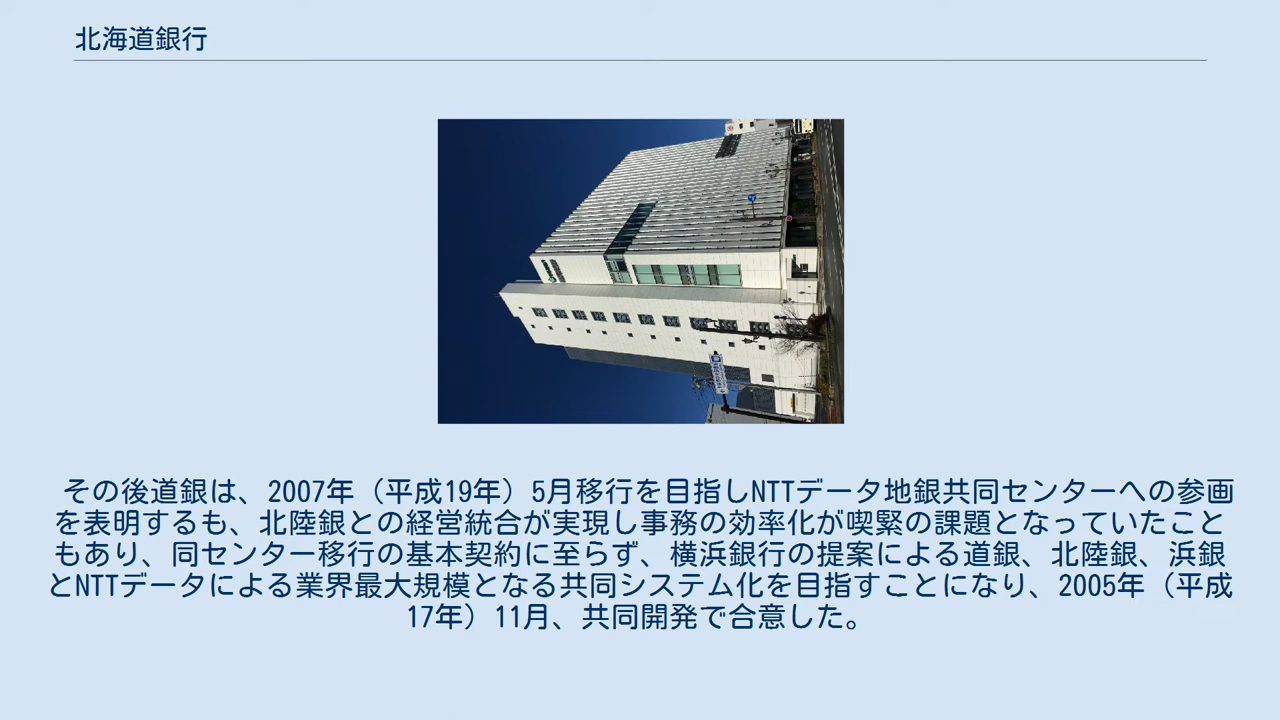 北海道銀行
その後道銀は、2007年（平成19年）5月移行を目指しNTTデータ地銀共同センターへの参画
を表明するも、北陸銀との経営統合が実現し事務の効率化が喫緊の課題となっていたこと
もあり、同センター移行の基本契約に至らず、横浜銀行の提案による道銀、北陸銀、浜銀
とNTTデータによる業界最大規模となる共同システム化を目指すことになり、2005年（平成
17年）11月、共同開発で合意した。